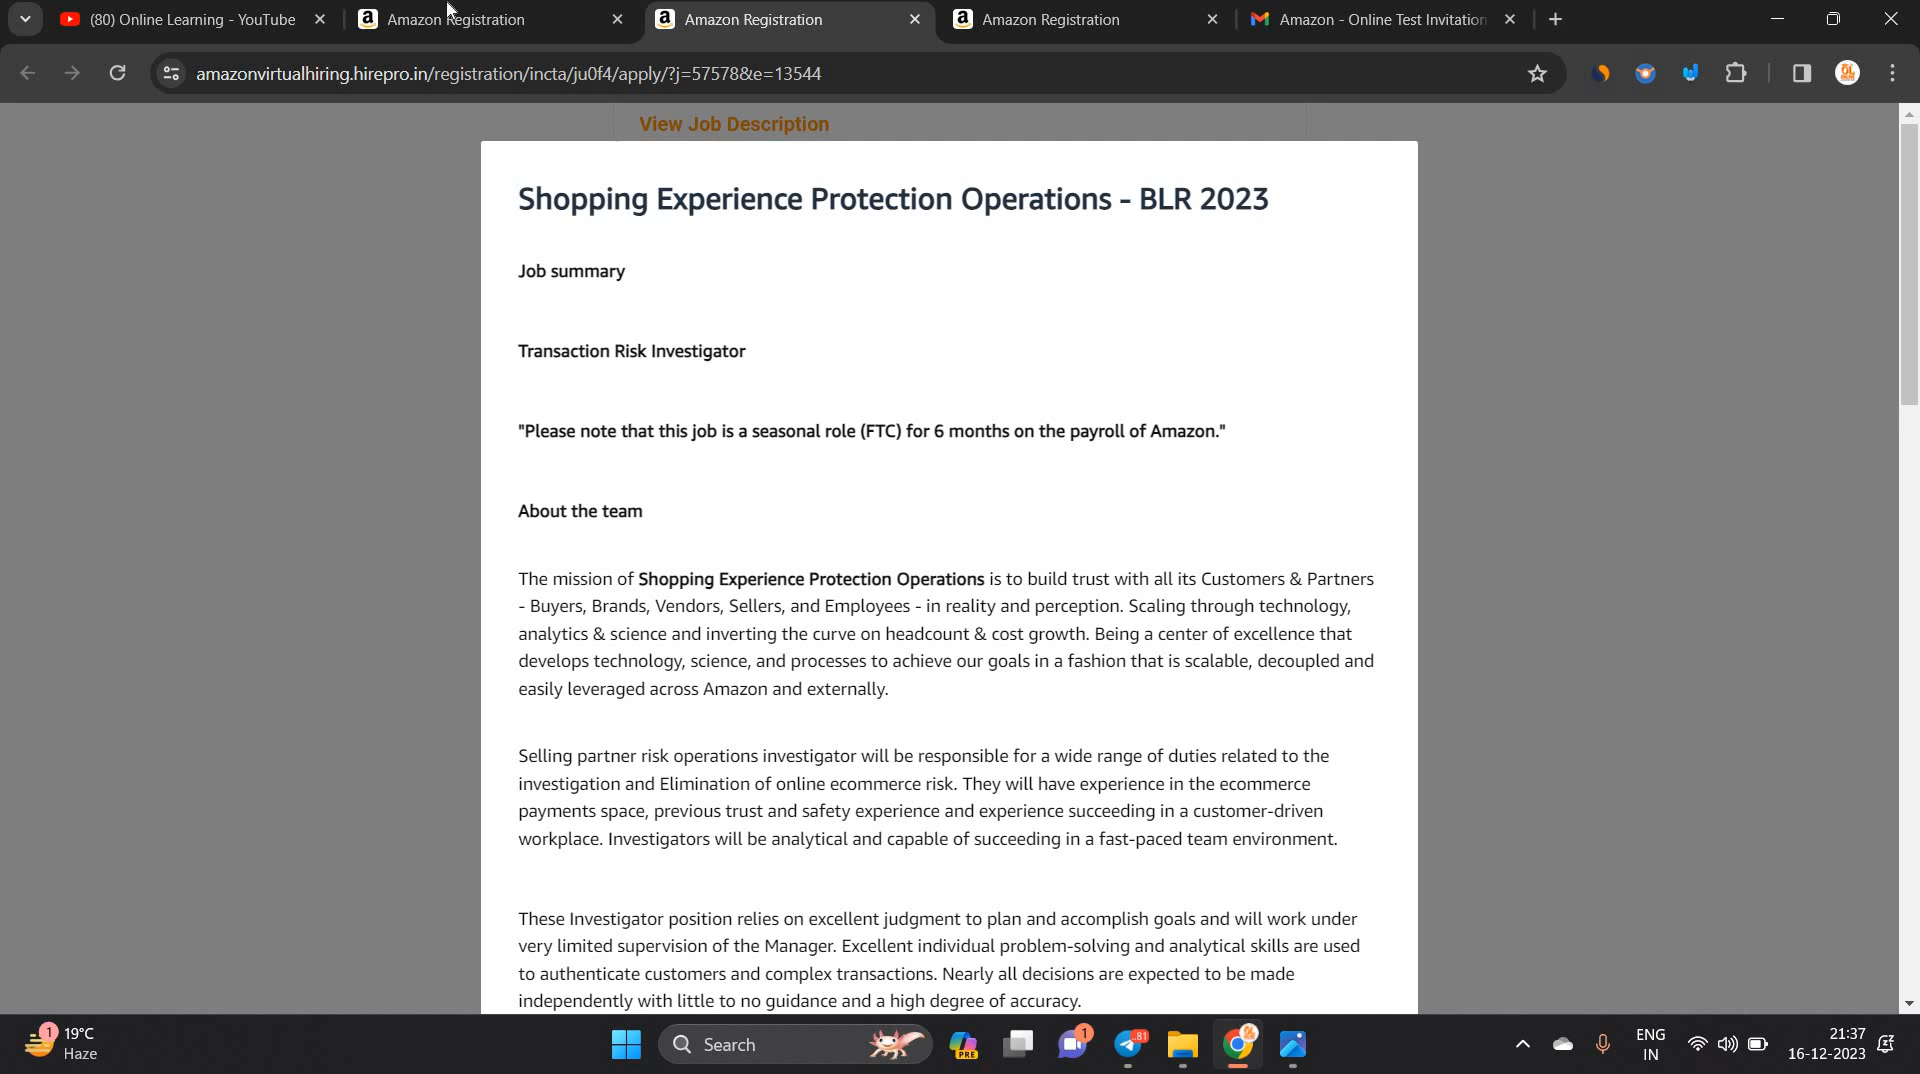 (80) Online Learning - YouTube
Amazon Registration
Amazon Registration
Amazon Registration
Amazon - Online Test Invitation
amazonvirtualhiring.hirepro.in/registration/incta/ju0f4/apply/?j=57578&e=13544
View Job Description
Shopping Experience Protection Operations - BLR 2023
Job summary
Transaction Risk Investigator
"Please note that this job is a seasonal role (FTC) for 6 months on the payroll of Amazon."
About the team
The mission of Shopping Experience Protection Operations is to build trust with all its Customers & Partners
- Buyers, Brands, Vendors, Sellers, and Employees - in reality and perception. Scaling through technology,
analytics & science and inverting the curve on headcount & cost growth. Being a center of excellence that
develops technology, science, and processes to achieve our goals in a fashion that is scalable, decoupled and
easily leveraged across Amazon and externally.
Selling partner risk operations investigator will be responsible for a wide range of duties related to the
investigation and Elimination of online ecommerce risk. They will have experience in the ecommerce
payments space, previous trust and safety experience and experience succeeding in a customer-driven
workplace. Investigators will be analytical and capable of succeeding in a fast-paced team environment.
These Investigator position relies on excellent judgment to plan and accomplish goals and will work under
very limited supervision of the Manager. Excellent individual problem-solving and analytical skills are used
to authenticate customers and complex transactions. Nearly all decisions are expected to be made
independently with little to no guidance and a high degree of accuracy.
1
19°C
Haze
Search
PRE
1
81
ENG
IN
21:37
16-12-2023